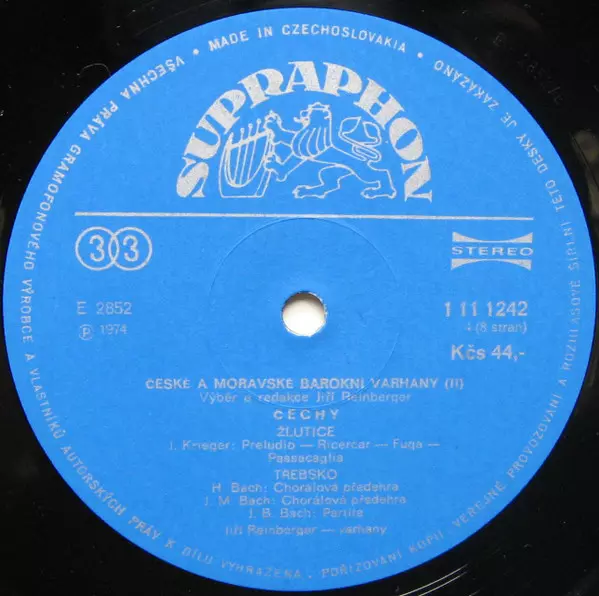 • MADE IN CZECHOSLOVAKIA •
VŠECHNA PRÁVA GRAMOFONOVÉHO VÝROBCE A VLASTNÍKŮ AUTORSKÝCH PRÁV K DÍLU VYHRAZENA. POŘIZOVÁNÍ KOPIÍ, VEREJNÉ PROVOZOVÁNÍ A ROZHLASOVÉ ŠÍŘENÍ TÉTO DESKY JE ZAKÁZÁNO
SUPRAPHON
33
STEREO
E 2852
1 11 1242
Ⓟ 1974
4 (8 stran)
Kčs 44,-
ČESKÉ A MORAVSKÉ BAROKNÍ VARHANY (II)
Výběr a redakce Jiří Reinberger
ČECHY
ŽLUTICE
J. Krieger: Preludio — Ricercar — Fuga —
Passacaglia
TŘEBSKO
H. Bach: Chorálová předehra
J. M. Bach: Chorálová předehra
J. B. Bach: Partita
Jiří Reinberger — varhany